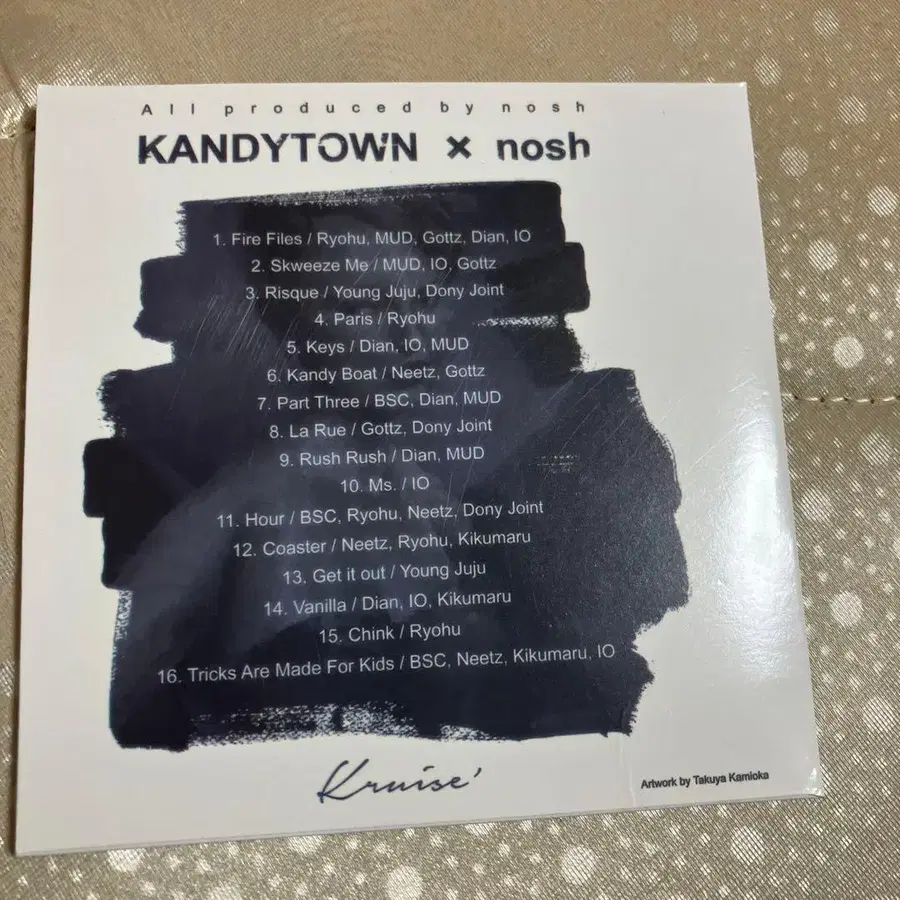 All produced by nosh
KANDYTOWN × nosh
1. Fire Files / Ryohu, MUD, Gottz, Dian, IO
2. Skweeze Me / MUD, IO, Gottz
3. Risque / Young Juju, Dony Joint
4. Paris / Ryohu
5. Keys / Dian, IO, MUD
6. Kandy Boat / Neetz, Gottz
7. Part Three / BSC, Dian, MUD
8. La Rue / Gottz, Dony Joint
9. Rush Rush / Dian, MUD
10. Ms. / IO
11. Hour / BSC, Ryohu, Neetz, Dony Joint
12. Coaster / Neetz, Ryohu, Kikumaru
13. Get it out / Young Juju
14. Vanilla / Dian, IO, Kikumaru
15. Chink / Ryohu
16. Tricks Are Made For Kids / BSC, Neetz, Kikumaru, IO
Kruise'
Artwork by Takuya Kamioka